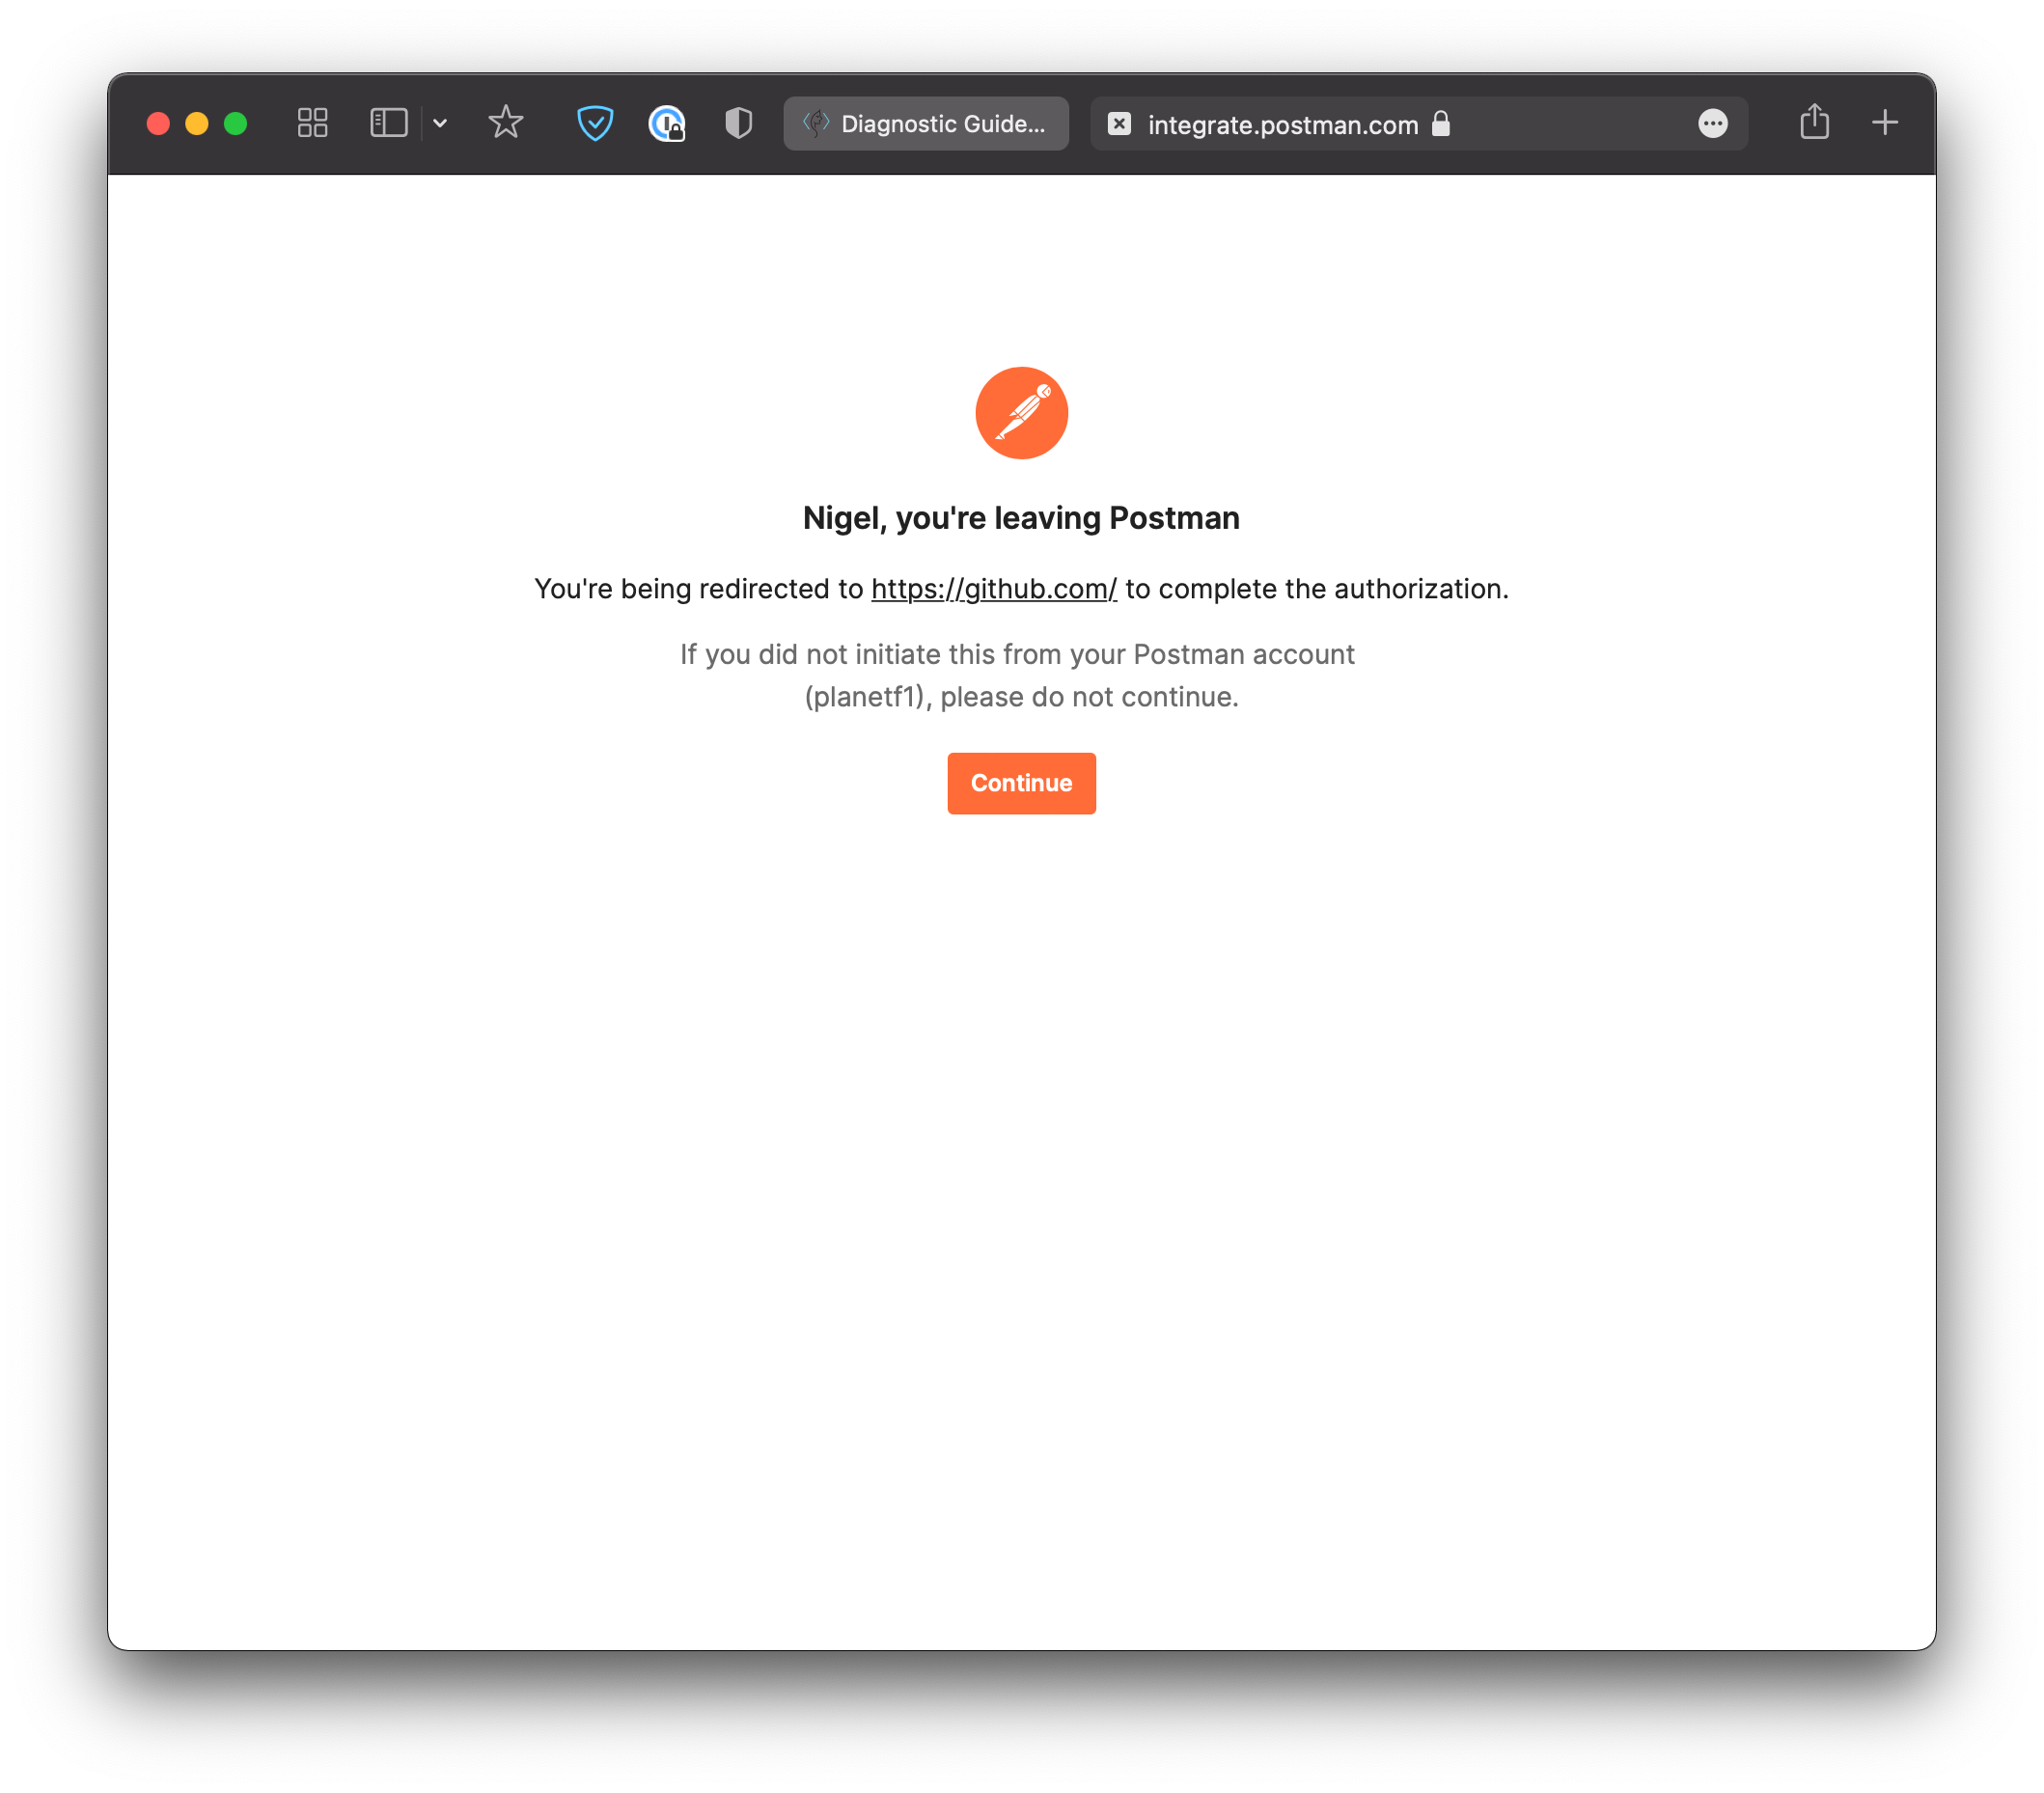 Diagnostic Guide...
integrate.postman.com
Nigel, you're leaving Postman
You're being redirected to https://github.com/ to complete the authorization.
If you did not initiate this from your Postman account
(planetf1), please do not continue.
Continue